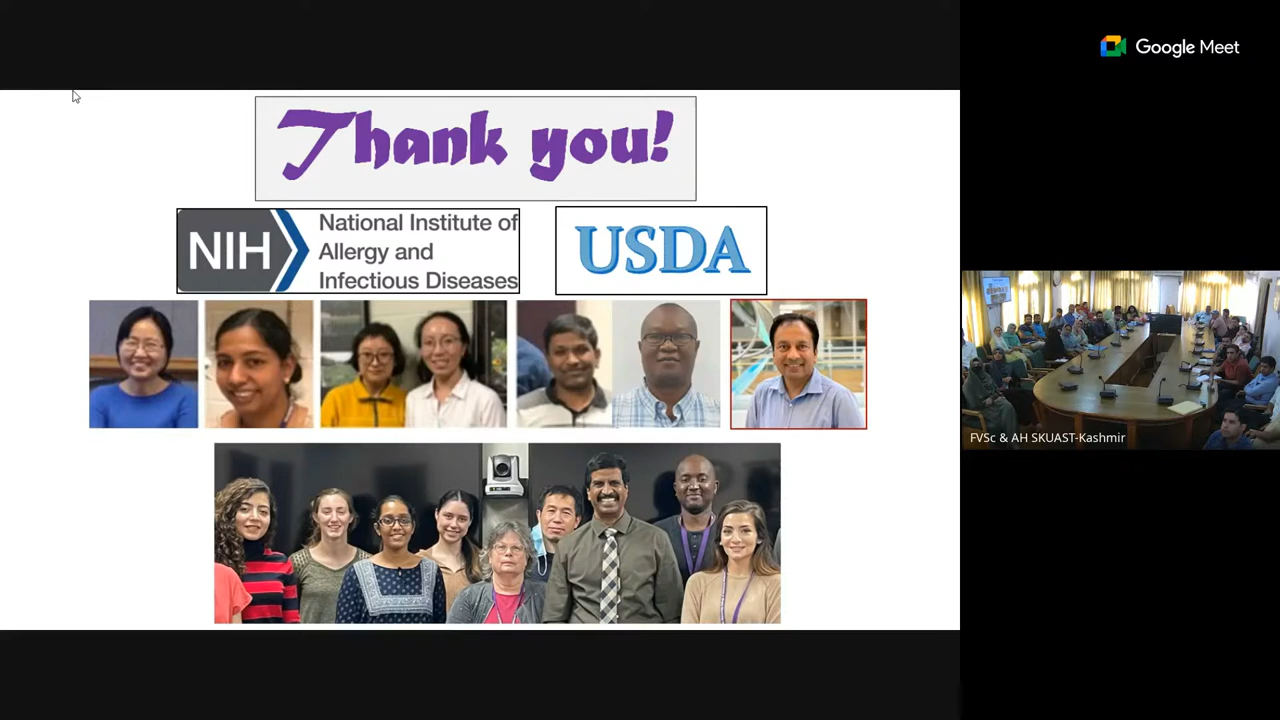 Google Meet
Thank you!
NIH
National Institute of
Allergy and
Infectious Diseases
USDA
FVSc & AH SKUAST-Kashmir